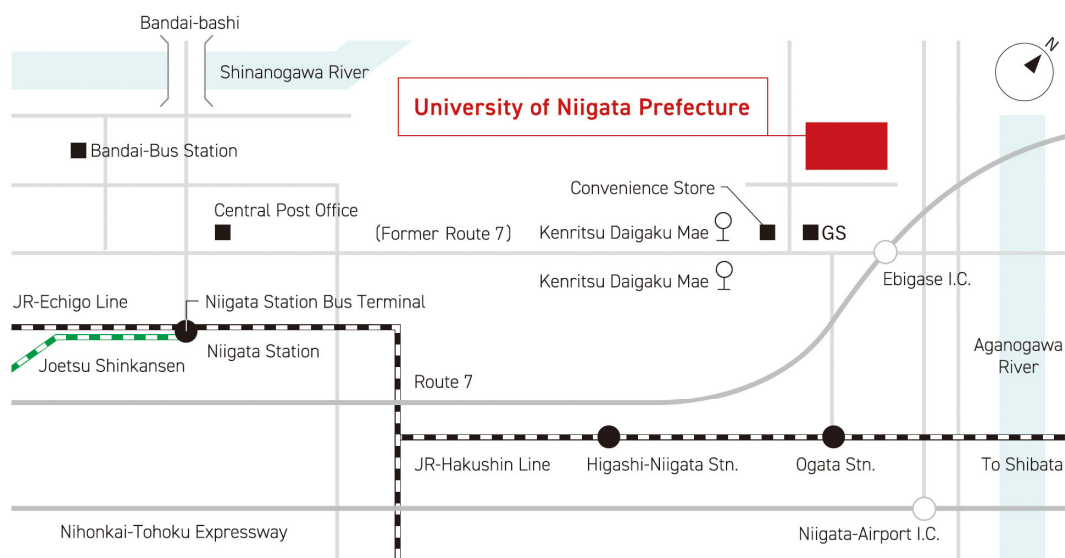 Bandai-bashi
N
Shinanogawa River
University of Niigata Prefecture
Bandai-Bus Station
Convenience Store
Central Post Office
(Former Route 7)
Kenritsu Daigaku Mae
GS
Kenritsu Daigaku Mae
Ebigase I.C.
JR-Echigo Line
Niigata Station Bus Terminal
Niigata Station
Joetsu Shinkansen
Aganogawa
River
Route 7
JR-Hakushin Line
Higashi-Niigata Stn.
Ogata Stn.
To Shibata
Nihonkai-Tohoku Expressway
Niigata-Airport I.C.